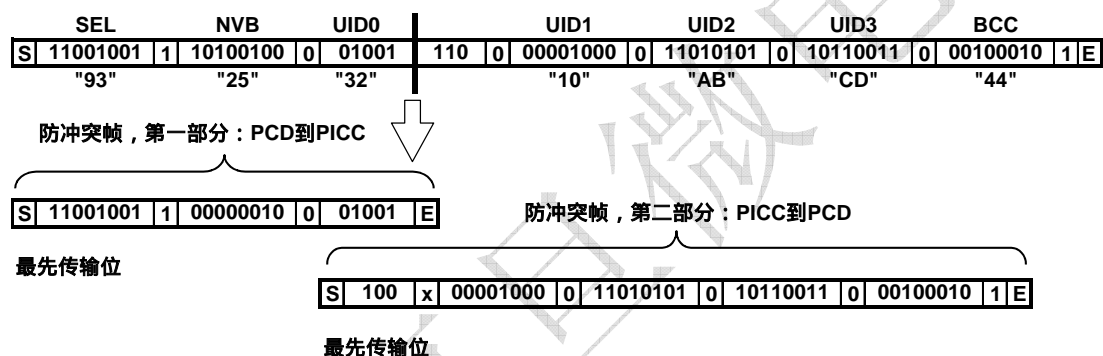 SEL NVB UID0 UID1 UID2 UID3 BCC
S 11001001 1 10100100 0 01001 110 0 00001000 0 11010101 0 10110011 0 00100010 1 E
"93" "25" "32" "10" "AB" "CD" "44"
防冲突帧，第一部分：PCD到PICC
S 11001001 1 00000010 0 01001 E
最先传输位
防冲突帧，第二部分：PICC到PCD
S 100 x 00001000 0 11010101 0 10110011 0 00100010 1 E
最先传输位